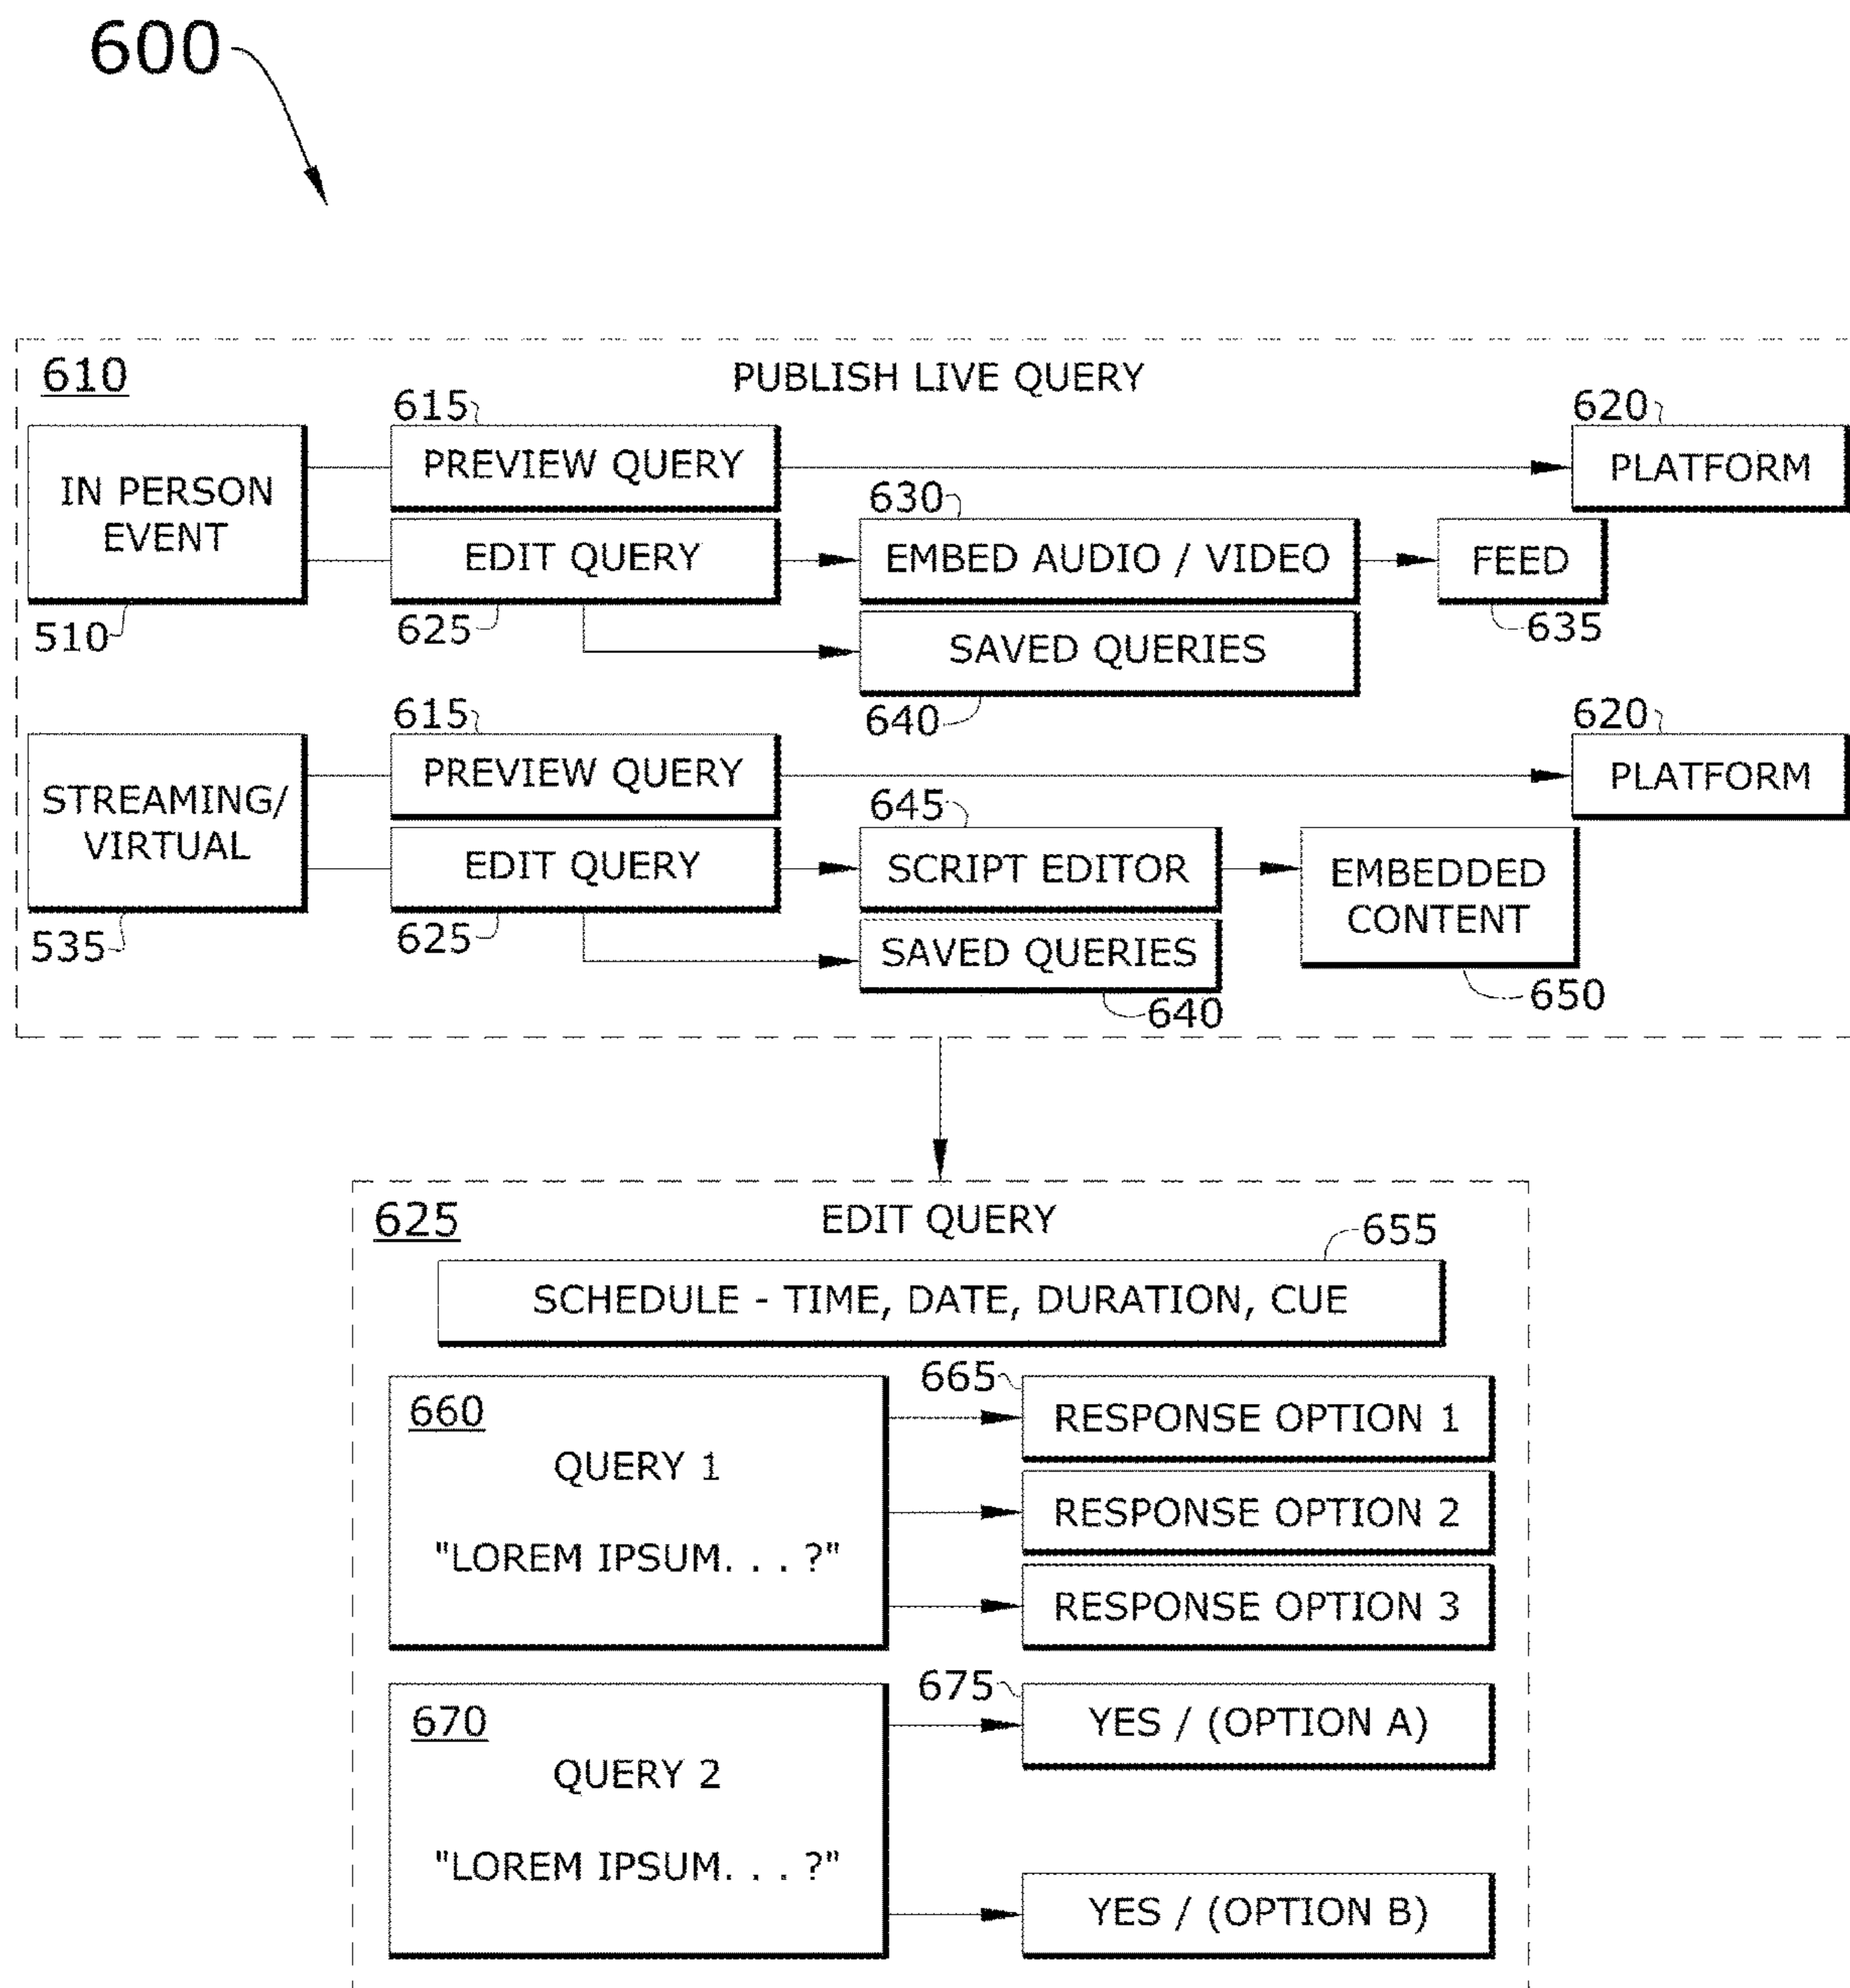 600
610
PUBLISH LIVE QUERY
615
620
IN PERSON
EVENT
PREVIEW QUERY
PLATFORM
630
EDIT QUERY
EMBED AUDIO / VIDEO
FEED
510
625
635
SAVED QUERIES
640
615
620
STREAMING/
VIRTUAL
PREVIEW QUERY
PLATFORM
645
EDIT QUERY
SCRIPT EDITOR
EMBEDDED
CONTENT
535
625
SAVED QUERIES
640
650
625
EDIT QUERY
655
SCHEDULE - TIME, DATE, DURATION, CUE
660
QUERY 1
"LOREM IPSUM. . . ?"
665
RESPONSE OPTION 1
RESPONSE OPTION 2
RESPONSE OPTION 3
670
QUERY 2
"LOREM IPSUM. . . ?"
675
YES / (OPTION A)
YES / (OPTION B)